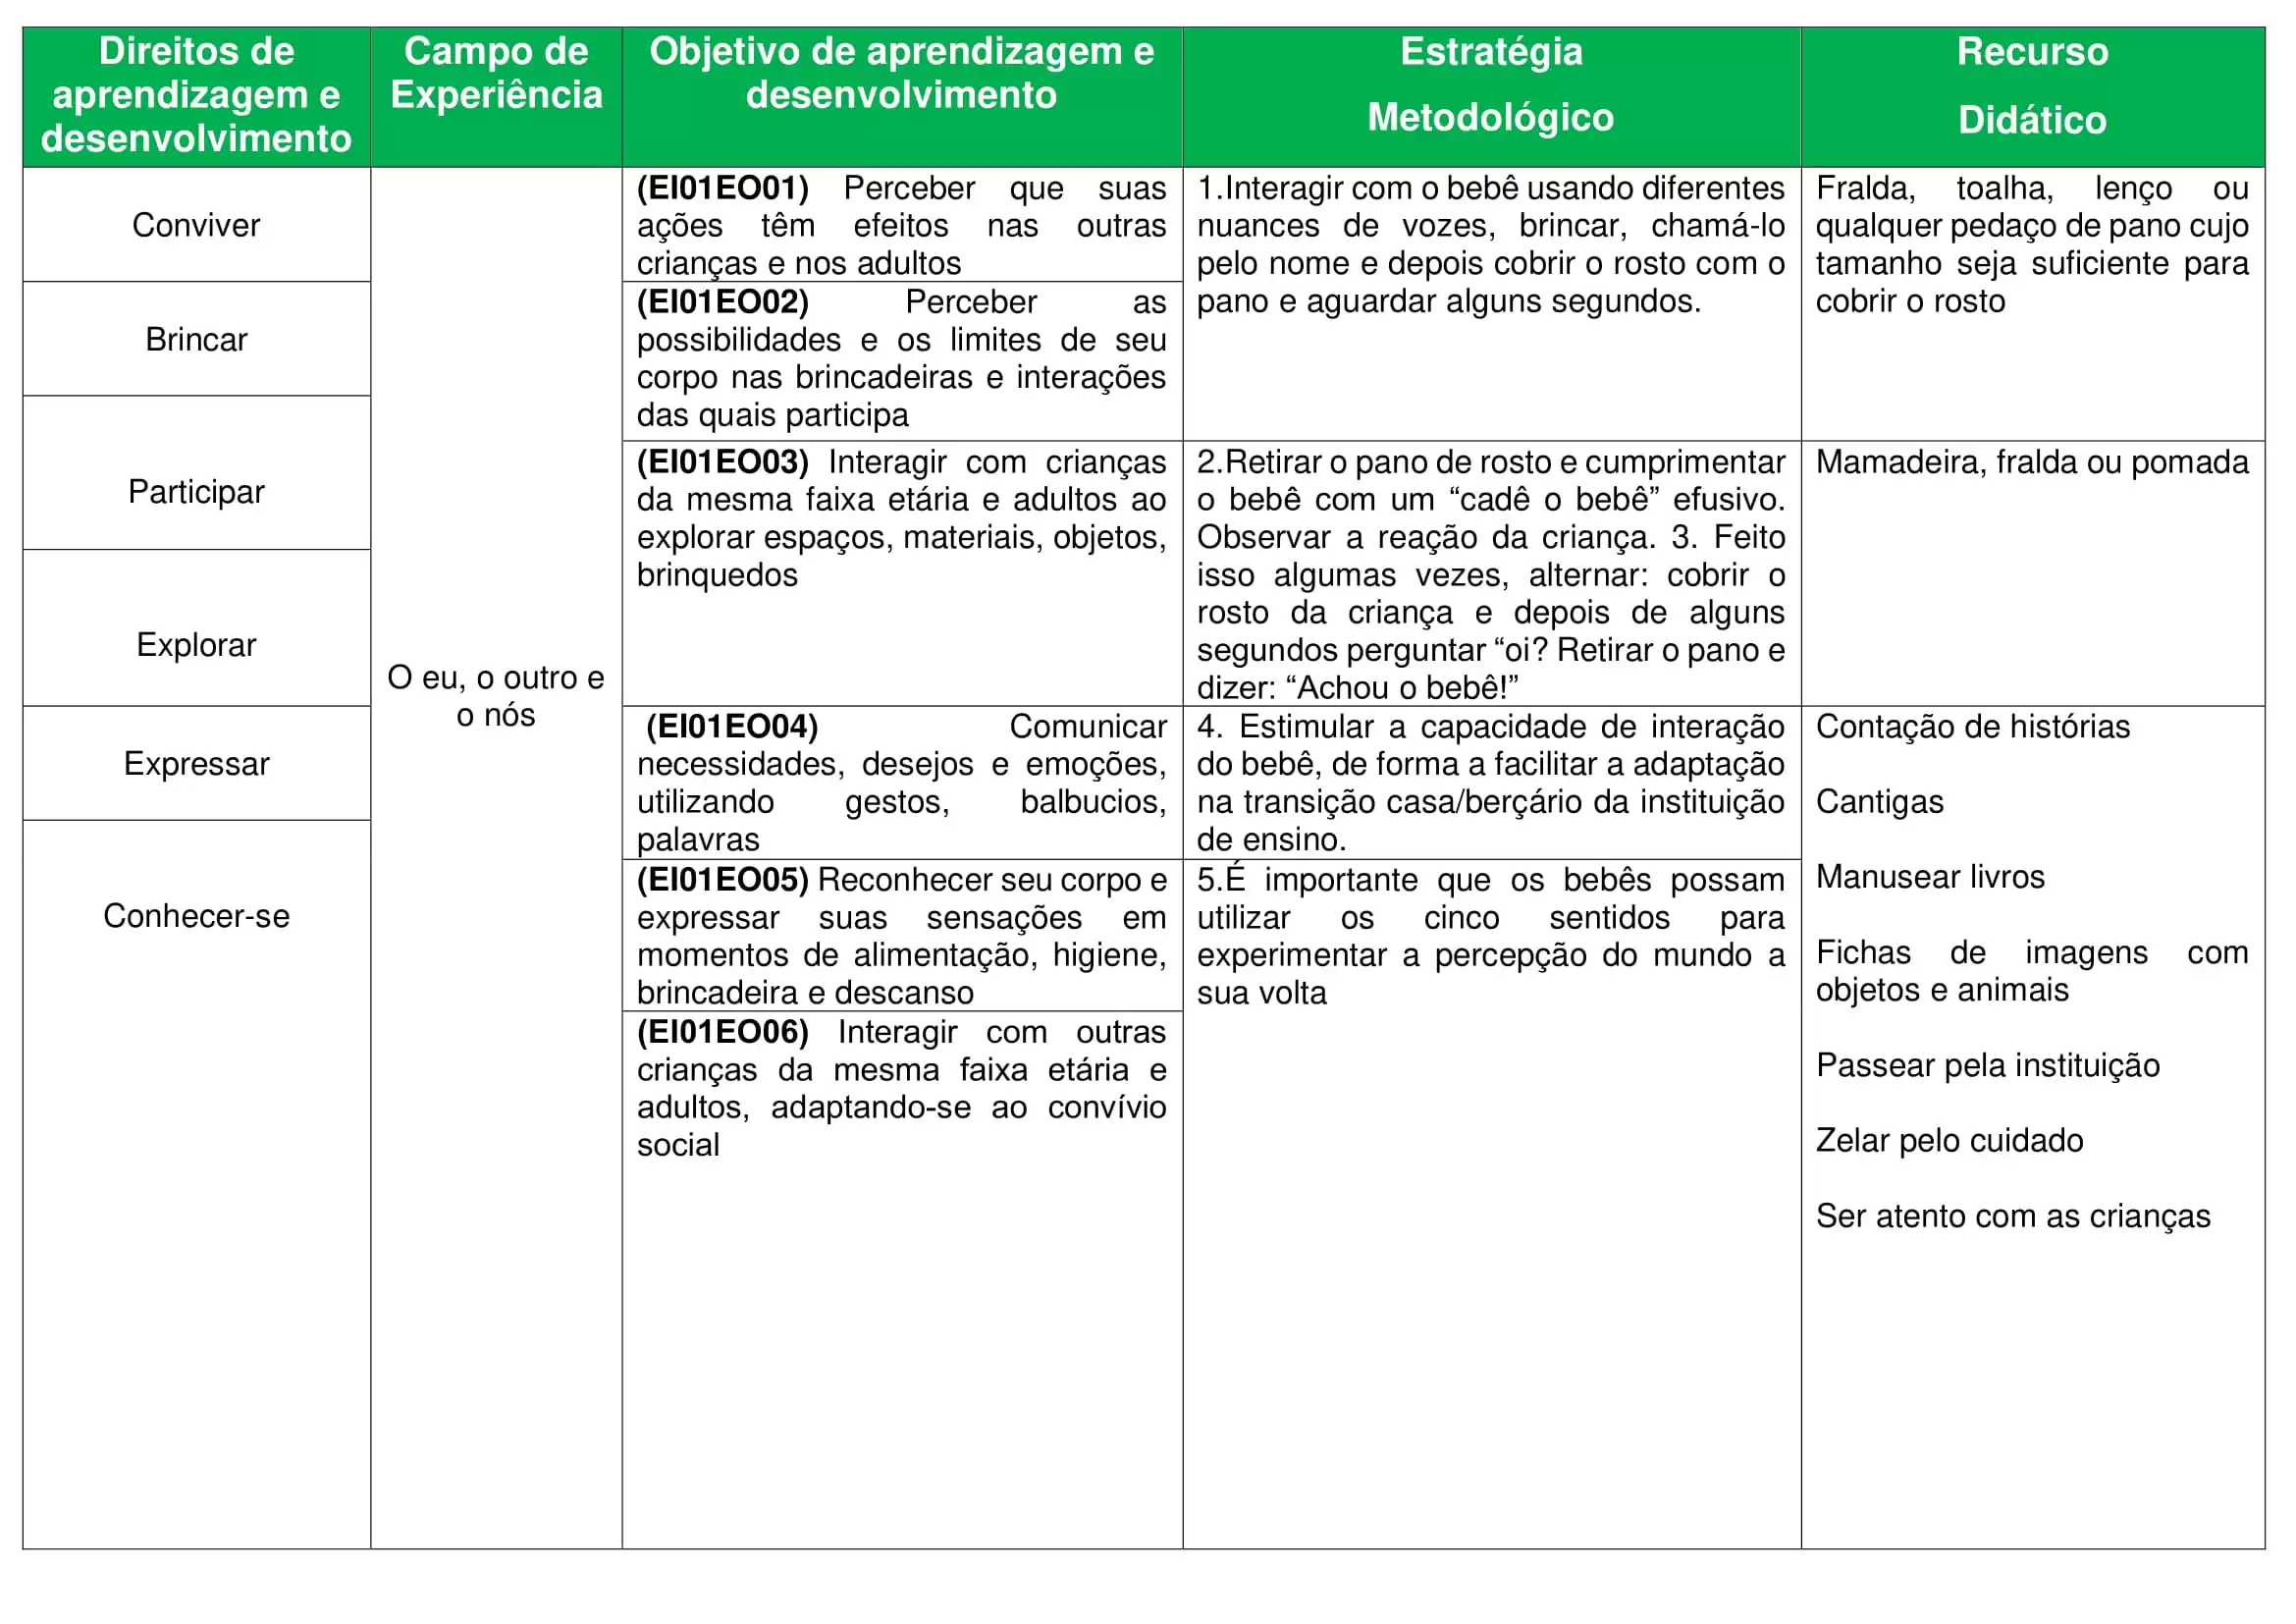 Direitos de
aprendizagem e
desenvolvimento
Campo de
Experiência
Objetivo de aprendizagem e
desenvolvimento
Estratégia
Metodológico
Recurso
Didático
Conviver
Brincar
Participar
Explorar
Expressar
Conhecer-se
O eu, o outro e
o nós
(EI01EO01) Perceber que suas
ações têm efeitos nas outras
crianças e nos adultos
(EI01EO02) Perceber as
possibilidades e os limites de seu
corpo nas brincadeiras e interações
das quais participa
(EI01EO03) Interagir com crianças
da mesma faixa etária e adultos ao
explorar espaços, materiais, objetos,
brinquedos
(EI01EO04) Comunicar
necessidades, desejos e emoções,
utilizando gestos, balbucios,
palavras
(EI01EO05) Reconhecer seu corpo e
expressar suas sensações em
momentos de alimentação, higiene,
brincadeira e descanso
(EI01EO06) Interagir com outras
crianças da mesma faixa etária e
adultos, adaptando-se ao convívio
social
1.Interagir com o bebê usando diferentes
nuances de vozes, brincar, chamá-lo
pelo nome e depois cobrir o rosto com o
pano e aguardar alguns segundos.
2.Retirar o pano de rosto e cumprimentar
o bebê com um “cadê o bebê” efusivo.
Observar a reação da criança. 3. Feito
isso algumas vezes, alternar: cobrir o
rosto da criança e depois de alguns
segundos perguntar “oi? Retirar o pano e
dizer: “Achou o bebê!”
4. Estimular a capacidade de interação
do bebê, de forma a facilitar a adaptação
na transição casa/berçário da instituição
de ensino.
5.É importante que os bebês possam
utilizar os cinco sentidos para
experimentar a percepção do mundo a
sua volta
Fralda, toalha, lenço ou
qualquer pedaço de pano cujo
tamanho seja suficiente para
cobrir o rosto
Mamadeira, fralda ou pomada
Contação de histórias
Cantigas
Manusear livros
Fichas de imagens com
objetos e animais
Passear pela instituição
Zelar pelo cuidado
Ser atento com as crianças